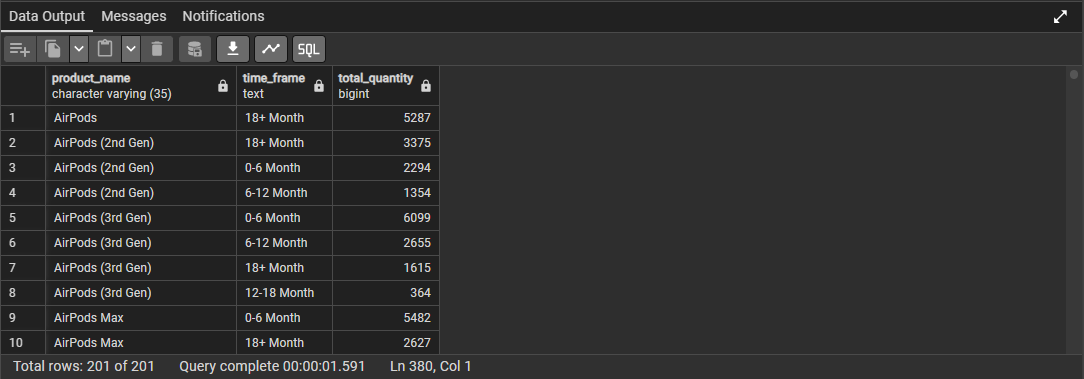 Data Output Messages Notifications
SQL
product_name time_frame total_quantity
character varying (35) text bigint
1 AirPods 18+ Month 5287
2 AirPods (2nd Gen) 18+ Month 3375
3 AirPods (2nd Gen) 0-6 Month 2294
4 AirPods (2nd Gen) 6-12 Month 1354
5 AirPods (3rd Gen) 0-6 Month 6099
6 AirPods (3rd Gen) 6-12 Month 2655
7 AirPods (3rd Gen) 18+ Month 1615
8 AirPods (3rd Gen) 12-18 Month 364
9 AirPods Max 0-6 Month 5482
10 AirPods Max 18+ Month 2627
Total rows: 201 of 201 Query complete 00:00:01.591 Ln 380, Col 1